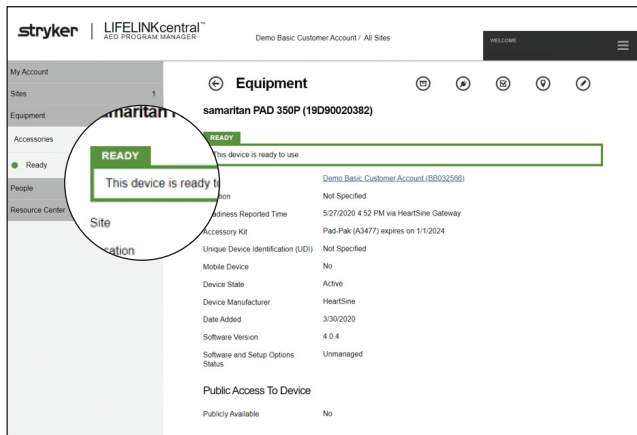 stryker
LIFELINKcentral™
AED PROGRAM MANAGER
Demo Basic Customer Account / All Sites
WELCOME
My Account
Sites 1
Equipment
Accessories
Ready
People
Resource Center
Equipment
samaritan PAD 350P (19D90020382)
READY
This device is ready to use.
Demo Basic Customer Account (BB032566)
Not Specified
Readiness Reported Time 5/27/2020 4:52 PM via HeartSine Gateway
Accessory Kit Pad-Pak (A3477) expires on 1/1/2024
Unique Device Identification (UDI) Not Specified
Mobile Device No
Device State Active
Device Manufacturer HeartSine
Date Added 3/30/2020
Software Version 4.0.4
Software and Setup Options Status Unmanaged
Public Access To Device
Publicly Available No
READY
This device is ready to
Site